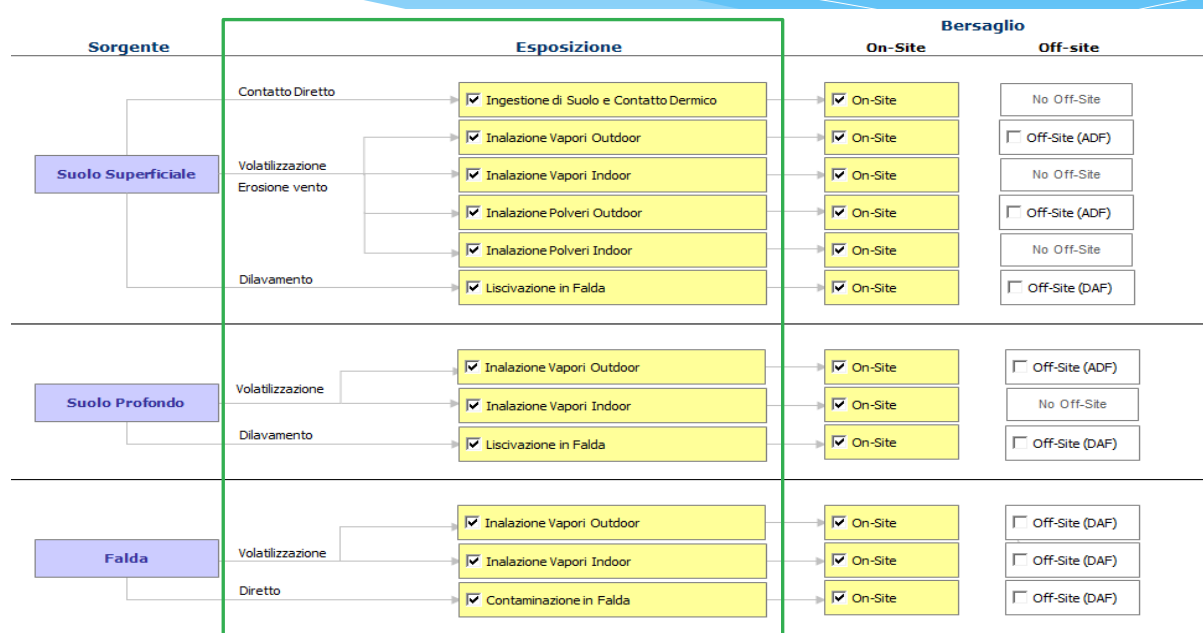 Bersaglio
Sorgente Esposizione On-Site Off-site
Contatto Diretto
Ingestione di Suolo e Contatto Dermico On-Site No Off-Site
Inalazione Vapori Outdoor On-Site Off-Site (ADF)
Volatilizzazione
Suolo Superficiale Inalazione Vapori Indoor On-Site No Off-Site
Erosione vento
Inalazione Polveri Outdoor On-Site Off-Site (ADF)
Inalazione Polveri Indoor On-Site No Off-Site
Dilavamento
Liscivazione in Falda On-Site Off-Site (DAF)
Inalazione Vapori Outdoor On-Site Off-Site (ADF)
Volatilizzazione
Suolo Profondo Inalazione Vapori Indoor On-Site No Off-Site
Dilavamento
Liscivazione in Falda On-Site Off-Site (DAF)
Inalazione Vapori Outdoor On-Site Off-Site (DAF)
Volatilizzazione
Falda Inalazione Vapori Indoor On-Site Off-Site (DAF)
Diretto
Contaminazione in Falda On-Site Off-Site (DAF)